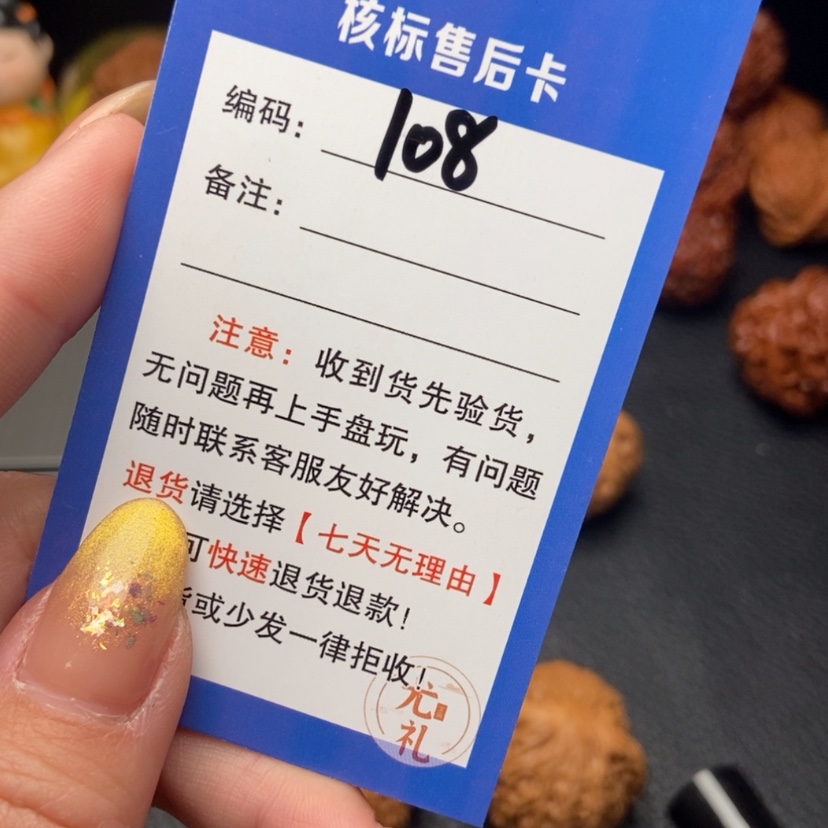 核标售后卡
编码：108
备注：
注意：收到货先验货，
无问题再上手盘玩，有问题
随时联系客服友好解决。
退货请选择【七天无理由】
可快速退货退款！
货或少发一律拒收！
元
礼